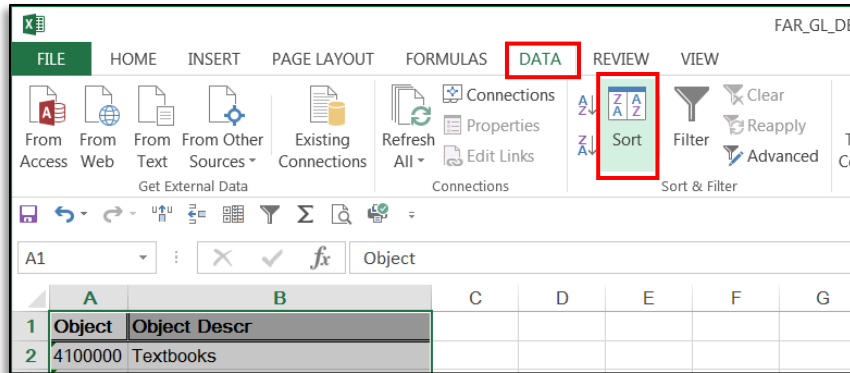 FAR_GL_DE
FILE HOME INSERT PAGE LAYOUT FORMULAS DATA REVIEW VIEW
From Access
From Web
From Text
From Other Sources
Existing Connections
Get External Data
Refresh All
Connections
Properties
Edit Links
Connections
Sort
Filter
Clear
Reapply
Advanced
Sort & Filter
A1 fx Object
A B C D E F G
1 Object Object Descr
2 4100000 Textbooks